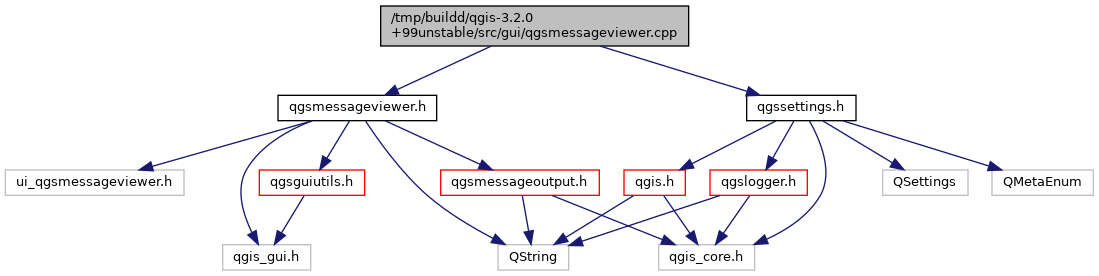 /tmp/buildd/qgis-3.2.0
+99unstable/src/gui/qgsmessageviewer.cpp
qgsmessageviewer.h
qgssettings.h
ui_qgsmessageviewer.h
qgsguiutils.h
qgsmessageoutput.h
qgis.h
qgslogger.h
QSettings
QMetaEnum
qgis_gui.h
QString
qgis_core.h